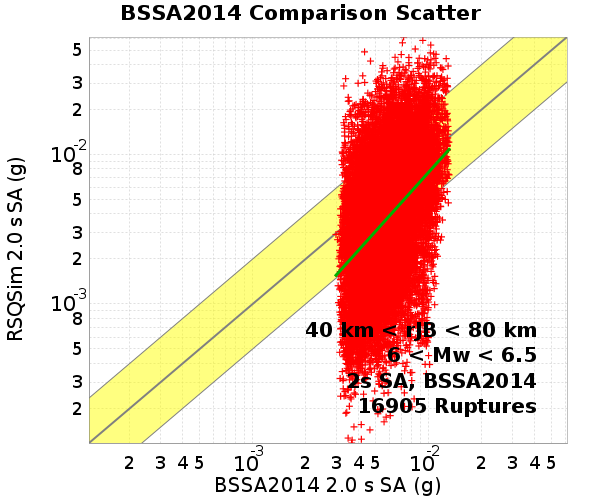 BSSA2014 Comparison Scatter
RSQSim 2.0 s SA (g)
5
3
2
10-2
8
5
3
2
10-3
8
5
3
2
40 km < rJB < 80 km
6 < Mw < 6.5
2s SA, BSSA2014
16905 Ruptures
2 3 4 5 10-3 2 3 4 5 10-2 2 3 4 5
BSSA2014 2.0 s SA (g)